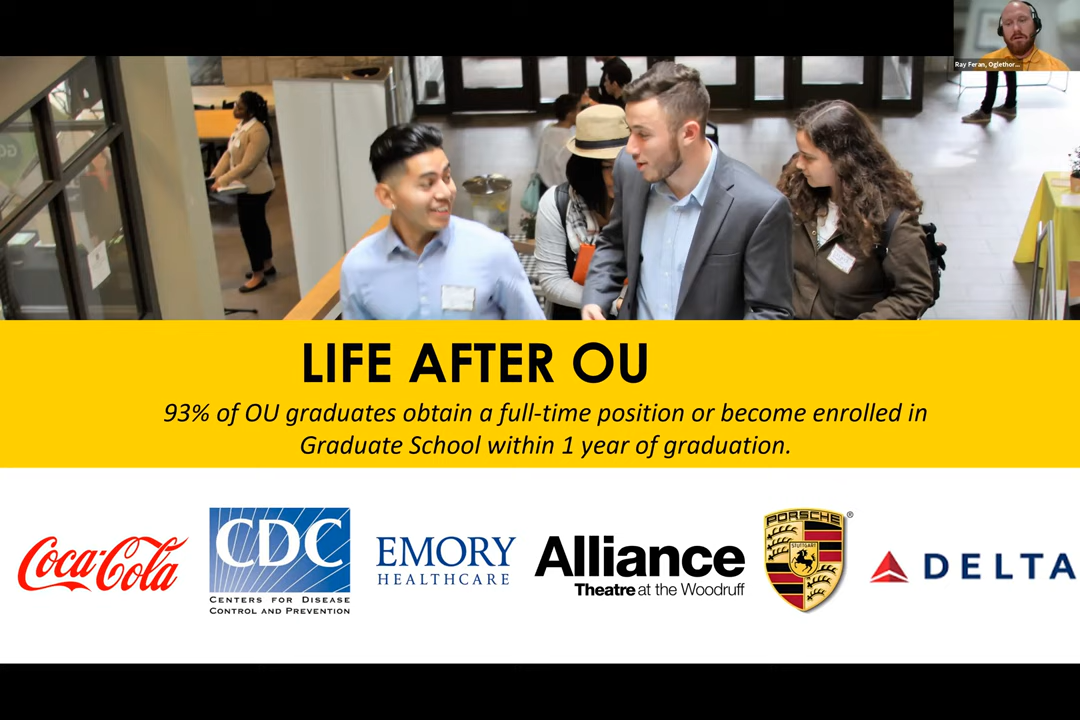 Ray Feran, Oglethor...
LIFE AFTER OU
93% of OU graduates obtain a full-time position or become enrolled in
Graduate School within 1 year of graduation.
Coca-Cola
CDC
CENTERS FOR DISEASE
CONTROL AND PREVENTION
EMORY
HEALTHCARE
Alliance
Theatre at the Woodruff
PORSCHE
®
STUTTGART
DELTA